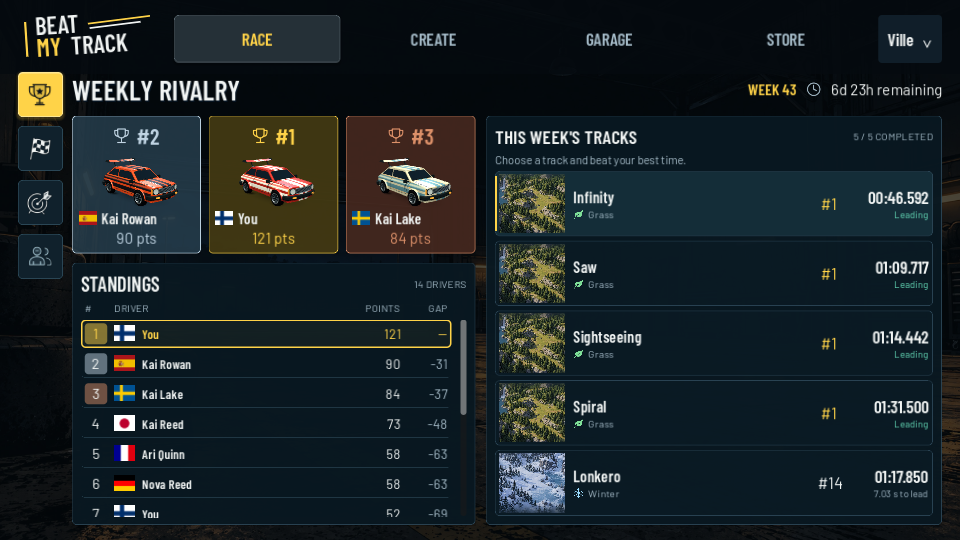 BEAT
MY TRACK
RACE
CREATE
GARAGE
STORE
Ville
WEEKLY RIVALRY
WEEK 43
6d 23h remaining
#2
Kai Rowan
90 pts
#1
You
121 pts
#3
Kai Lake
84 pts
STANDINGS
14 DRIVERS
# DRIVER POINTS GAP
1 You 121 –
2 Kai Rowan 90 -31
3 Kai Lake 84 -37
4 Kai Reed 73 -48
5 Ari Quinn 58 -63
6 Nova Reed 58 -63
7 You 52 -69
THIS WEEK'S TRACKS
5 / 5 COMPLETED
Choose a track and beat your best time.
Infinity
Grass
#1
00:46.592
Leading
Saw
Grass
#1
01:09.717
Leading
Sightseeing
Grass
#1
01:14.442
Leading
Spiral
Grass
#1
01:31.500
Leading
Lonkero
Winter
#14
01:17.850
7.03 s to lead